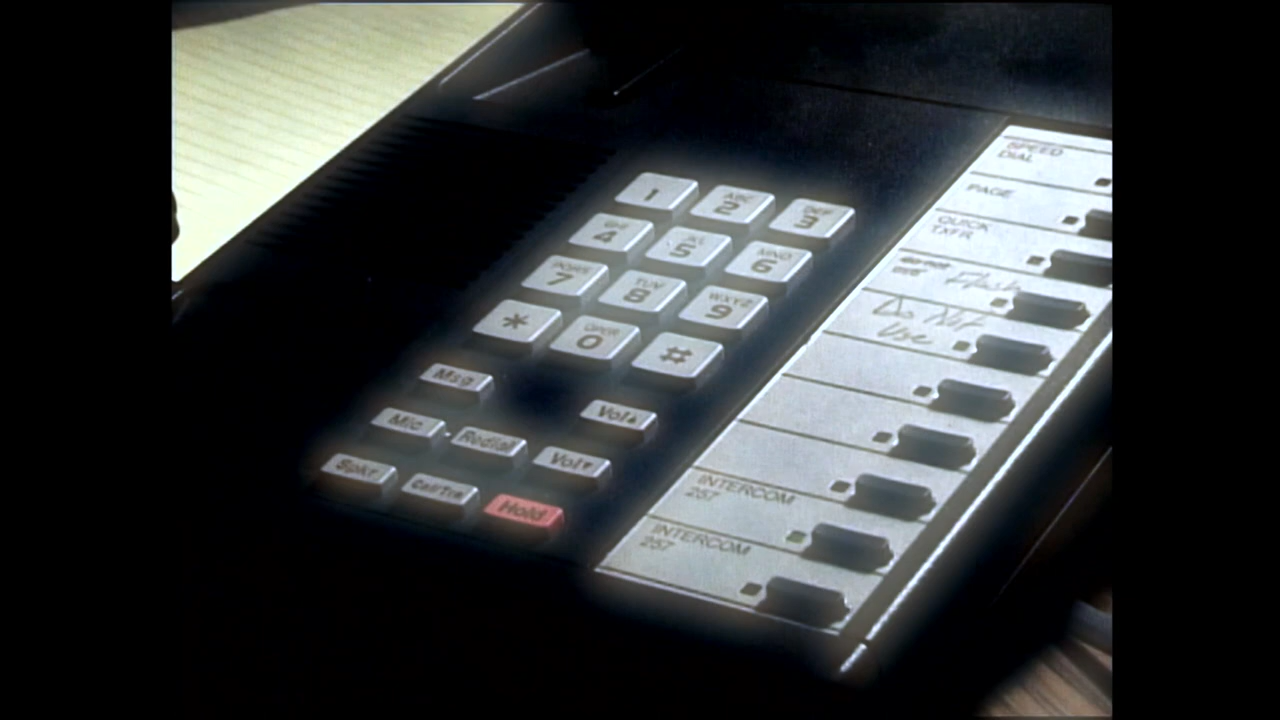 1
ABC
2
DEF
3
GHI
4
JKL
5
MNO
6
PQRS
7
TUV
8
WXYZ
9
*
OPER
0
#
Msg
Mic
Redial
Vol▲
Vol▼
Spkr
Hold
SPEED
DIAL
PAGE
QUICK
TXFR
Flash
Do Not
Use
INTERCOM
257
INTERCOM
257